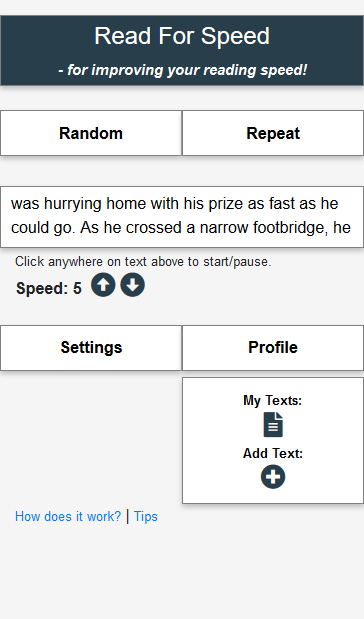 Read For Speed
- for improving your reading speed!
Random
Repeat
was hurrying home with his prize as fast as he
could go. As he crossed a narrow footbridge, he
Click anywhere on text above to start/pause.
Speed: 5
Settings
Profile
My Texts:
Add Text:
How does it work? | Tips